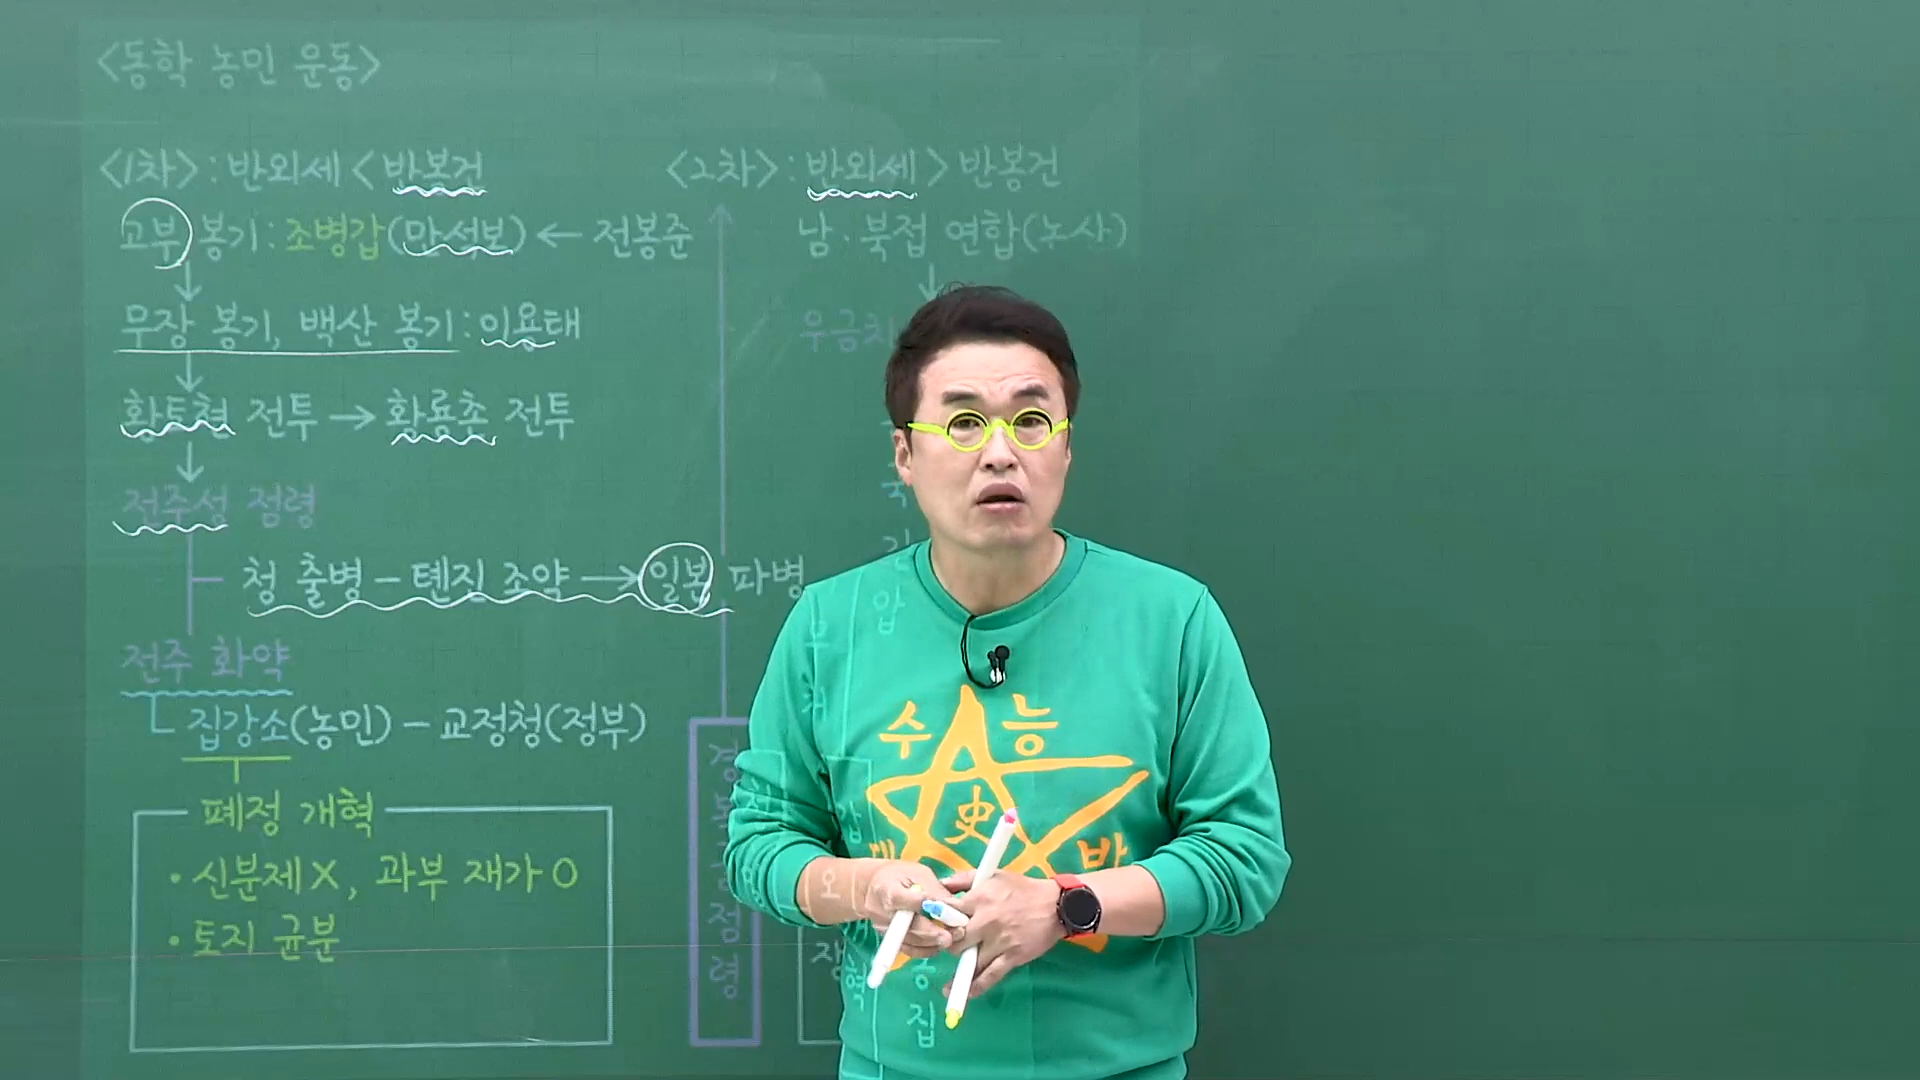 <동학 농민 운동>
<1차> : 반외세 < 반봉건
고부 봉기 : 조병갑(만석보) ← 전봉준
↓
무장 봉기, 백산 봉기 : 이용태
↓
황토현 전투 → 황룡촌 전투
↓
전주성 점령
청 출병 - 톈진 조약 → 일본 파병
전주 화약
집강소(농민) - 교정청(정부)
폐정 개혁
· 신분제 X, 과부 재가 O
· 토지 균분
<2차> : 반외세 > 반봉건
남·북접 연합(논산)
↓
우금치
수능
史